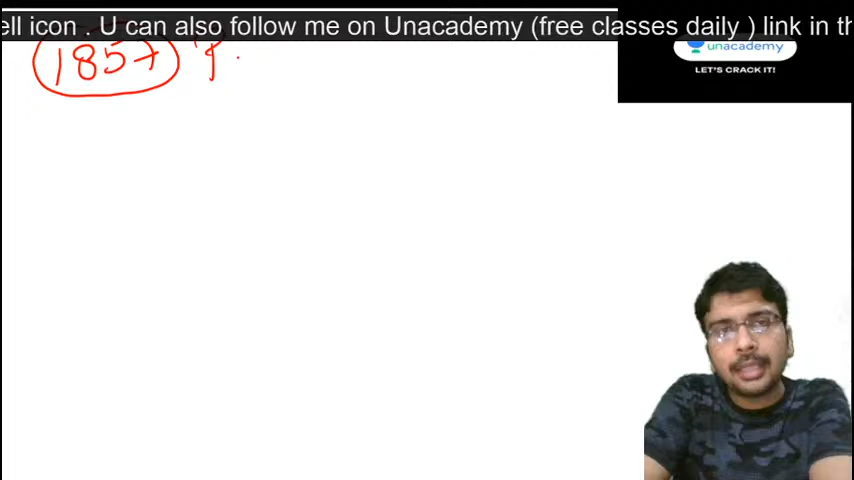 ell icon . U can also follow me on Unacademy (free classes daily ) link in th
1857
unacademy
LET'S CRACK IT!